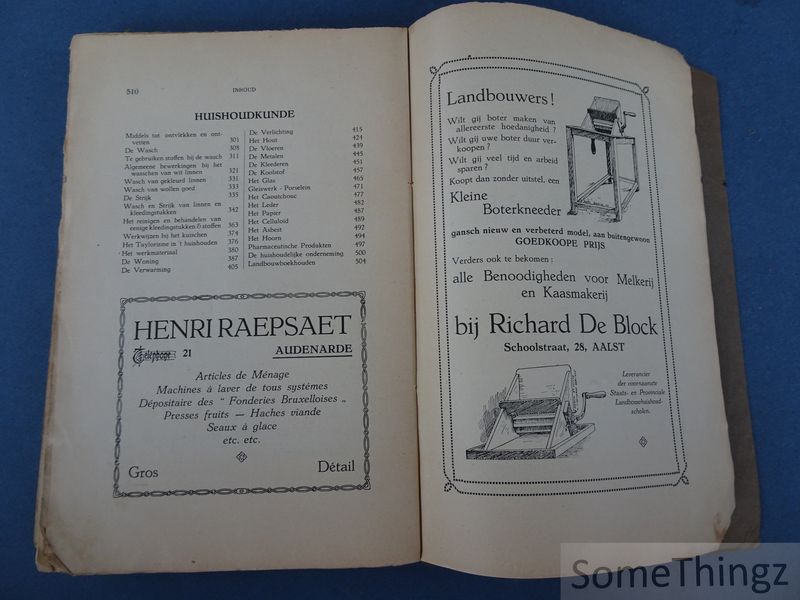 510
INHOUD
HUISHOUDKUNDE
Middels tot ontvlekken en ont-
vetten 301
De Wasch 308
Te gebruiken stoffen bij de wasch 311
Algemeene bewerkingen bij het
wasschen van wit linnen 321
Wasch van gekleurd linnen 331
Wasch van wollen goed 333
De Strijk 335
Wasch en Strijk van linnen en
kleedingstukken 342
Het reinigen en behandelen van
eenige kleedingstukken & stoffen 363
Werkwijzen bij het kuischen 374
Het Taylorisme in 't huishouden 376
Het werkmateriaal 380
De Woning 387
De Verwarming 405
De Verlichting 415
Het Hout 424
De Vloeren 439
De Metalen 445
De Kleederen 451
De Koolstof 457
Het Glas 465
Gleiswerk - Porselein 471
Het Caoutchouc 477
Het Leder 482
Het Papier 487
Het Celluloid 489
Het Asbest 492
Het Hoorn 494
Pharmaceutische Produkten 497
De huishoudelijke onderneming 500
Landbouwboekhouden 504
HENRI RAEPSAET
Telephone 21 AUDENARDE
Articles de Ménage
Machines à laver de tous systèmes
Dépositaire des " Fonderies Bruxelloises „
Presses fruits — Haches viande
Seaux à glace
etc. etc.
Gros Détail
Landbouwers !
Wilt gij boter maken van
allereerste hoedanigheid ?
Wilt gij uwe boter duur ver-
koopen ?
Wilt gij veel tijd en arbeid
sparen ?
Koopt dan zonder uitstel, een
Kleine
Boterkneeder
gansch nieuw en verbeterd model, aan buitengewoon
GOEDKOOPE PRIJS
Verders ook te bekomen :
alle Benoodigheden voor Melkerij
en Kaasmakerij
bij Richard De Block
Schoolstraat, 28, AALST
Leverancier
der voornaamste
Staats- en Provinciale
Landbouwhuishoud-
scholen.
SomeThingz